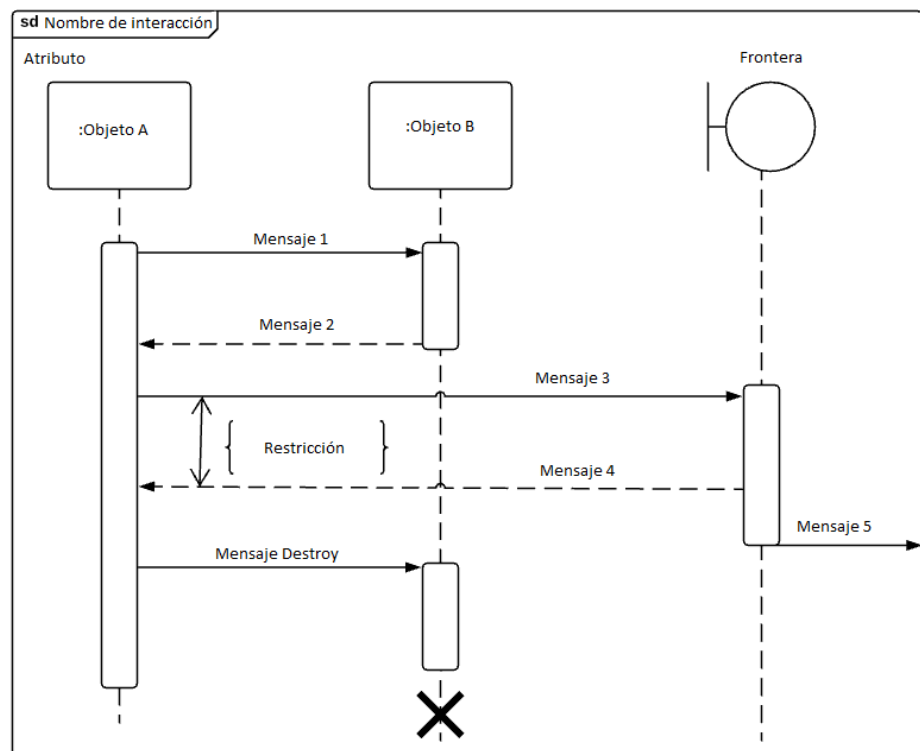 sd Nombre de interacción
Atributo
Frontera
:Objeto A
:Objeto B
Mensaje 1
Mensaje 2
Mensaje 3
{ Restricción }
Mensaje 4
Mensaje 5
Mensaje Destroy